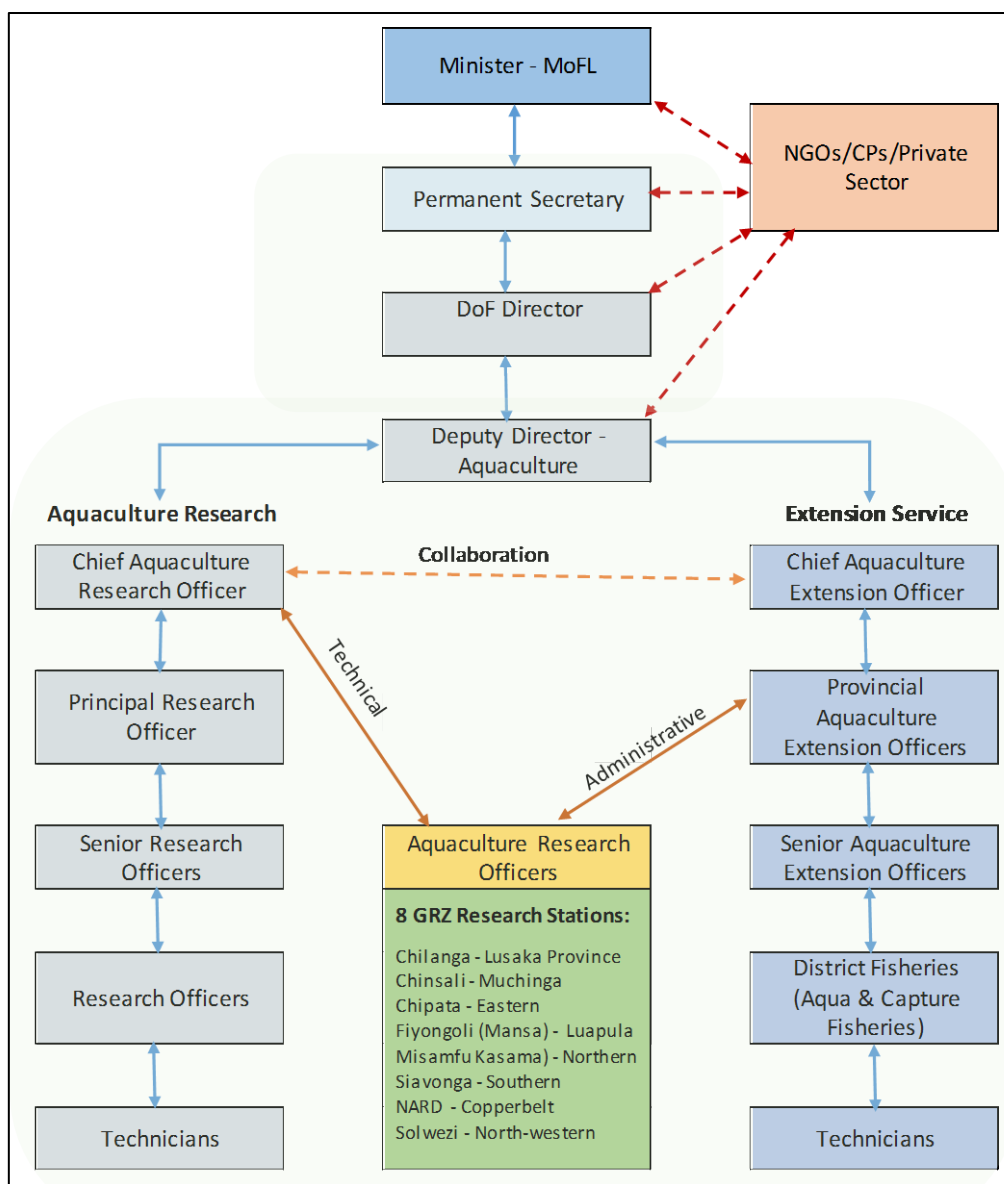 Minister - MoFL
NGOs/CPs/Private
Sector
Permanent Secretary
DoF Director
Deputy Director -
Aquaculture
Aquaculture Research
Extension Service
Chief Aquaculture
Research Officer
Collaboration
Chief Aquaculture
Extension Officer
Technical
Principal Research
Officer
Administrative
Provincial
Aquaculture
Extension Officers
Senior Research
Officers
Aquaculture Research
Officers
Senior Aquaculture
Extension Officers
8 GRZ Research Stations:
Chilanga - Lusaka Province
Chinsali - Muchinga
Chipata - Eastern
Fiyongoli (Mansa) - Luapula
Misamfu Kasama) - Northern
Siavonga - Southern
NARD - Copperbelt
Solwezi - North-western
Research Officers
District Fisheries
(Aqua & Capture
Fisheries)
Technicians
Technicians